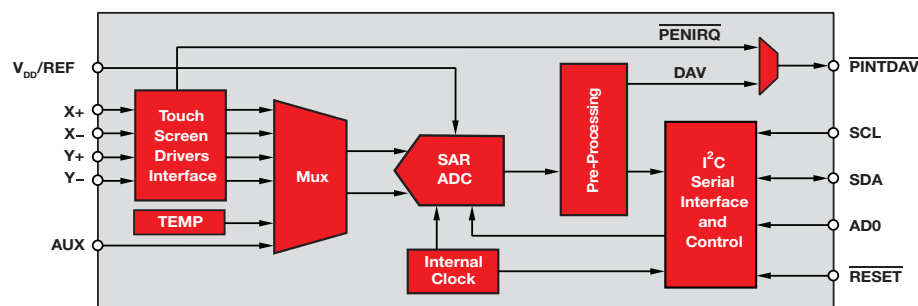 PENIRQ
V_DD/REF
PINTDAV
DAV
X+
X–
Y+
Y–
Touch
Screen
Drivers
Interface
Mux
SAR
ADC
Pre-Processing
I²C
Serial
Interface
and
Control
SCL
SDA
AD0
RESET
TEMP
AUX
Internal
Clock